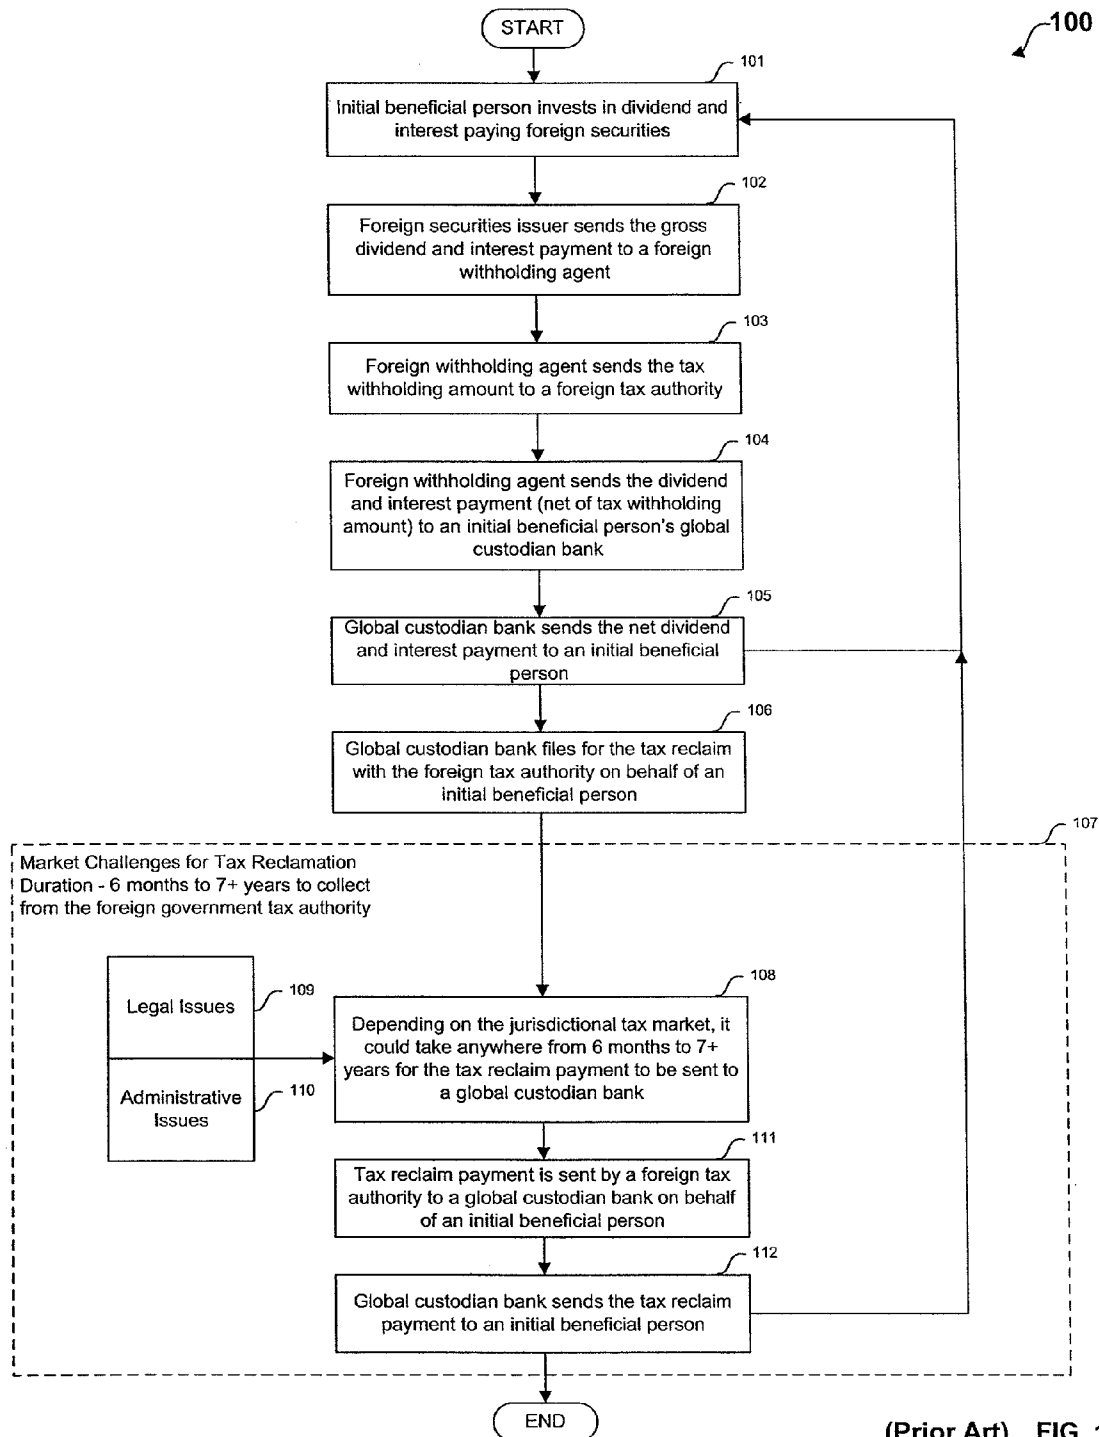 START
100
101
Initial beneficial person invests in dividend and
interest paying foreign securities
102
Foreign securities issuer sends the gross
dividend and interest payment to a foreign
withholding agent
103
Foreign withholding agent sends the tax
withholding amount to a foreign tax authority
104
Foreign withholding agent sends the dividend
and interest payment (net of tax withholding
amount) to an initial beneficial person's global
custodian bank
105
Global custodian bank sends the net dividend
and interest payment to an initial beneficial
person
106
Global custodian bank files for the tax reclaim
with the foreign tax authority on behalf of an
initial beneficial person
107
Market Challenges for Tax Reclamation
Duration - 6 months to 7+ years to collect
from the foreign government tax authority
Legal Issues
109
Administrative
Issues
110
108
Depending on the jurisdictional tax market, it
could take anywhere from 6 months to 7+
years for the tax reclaim payment to be sent to
a global custodian bank
111
Tax reclaim payment is sent by a foreign tax
authority to a global custodian bank on behalf
of an initial beneficial person
112
Global custodian bank sends the tax reclaim
payment to an initial beneficial person
END
(Prior Art) FIG.